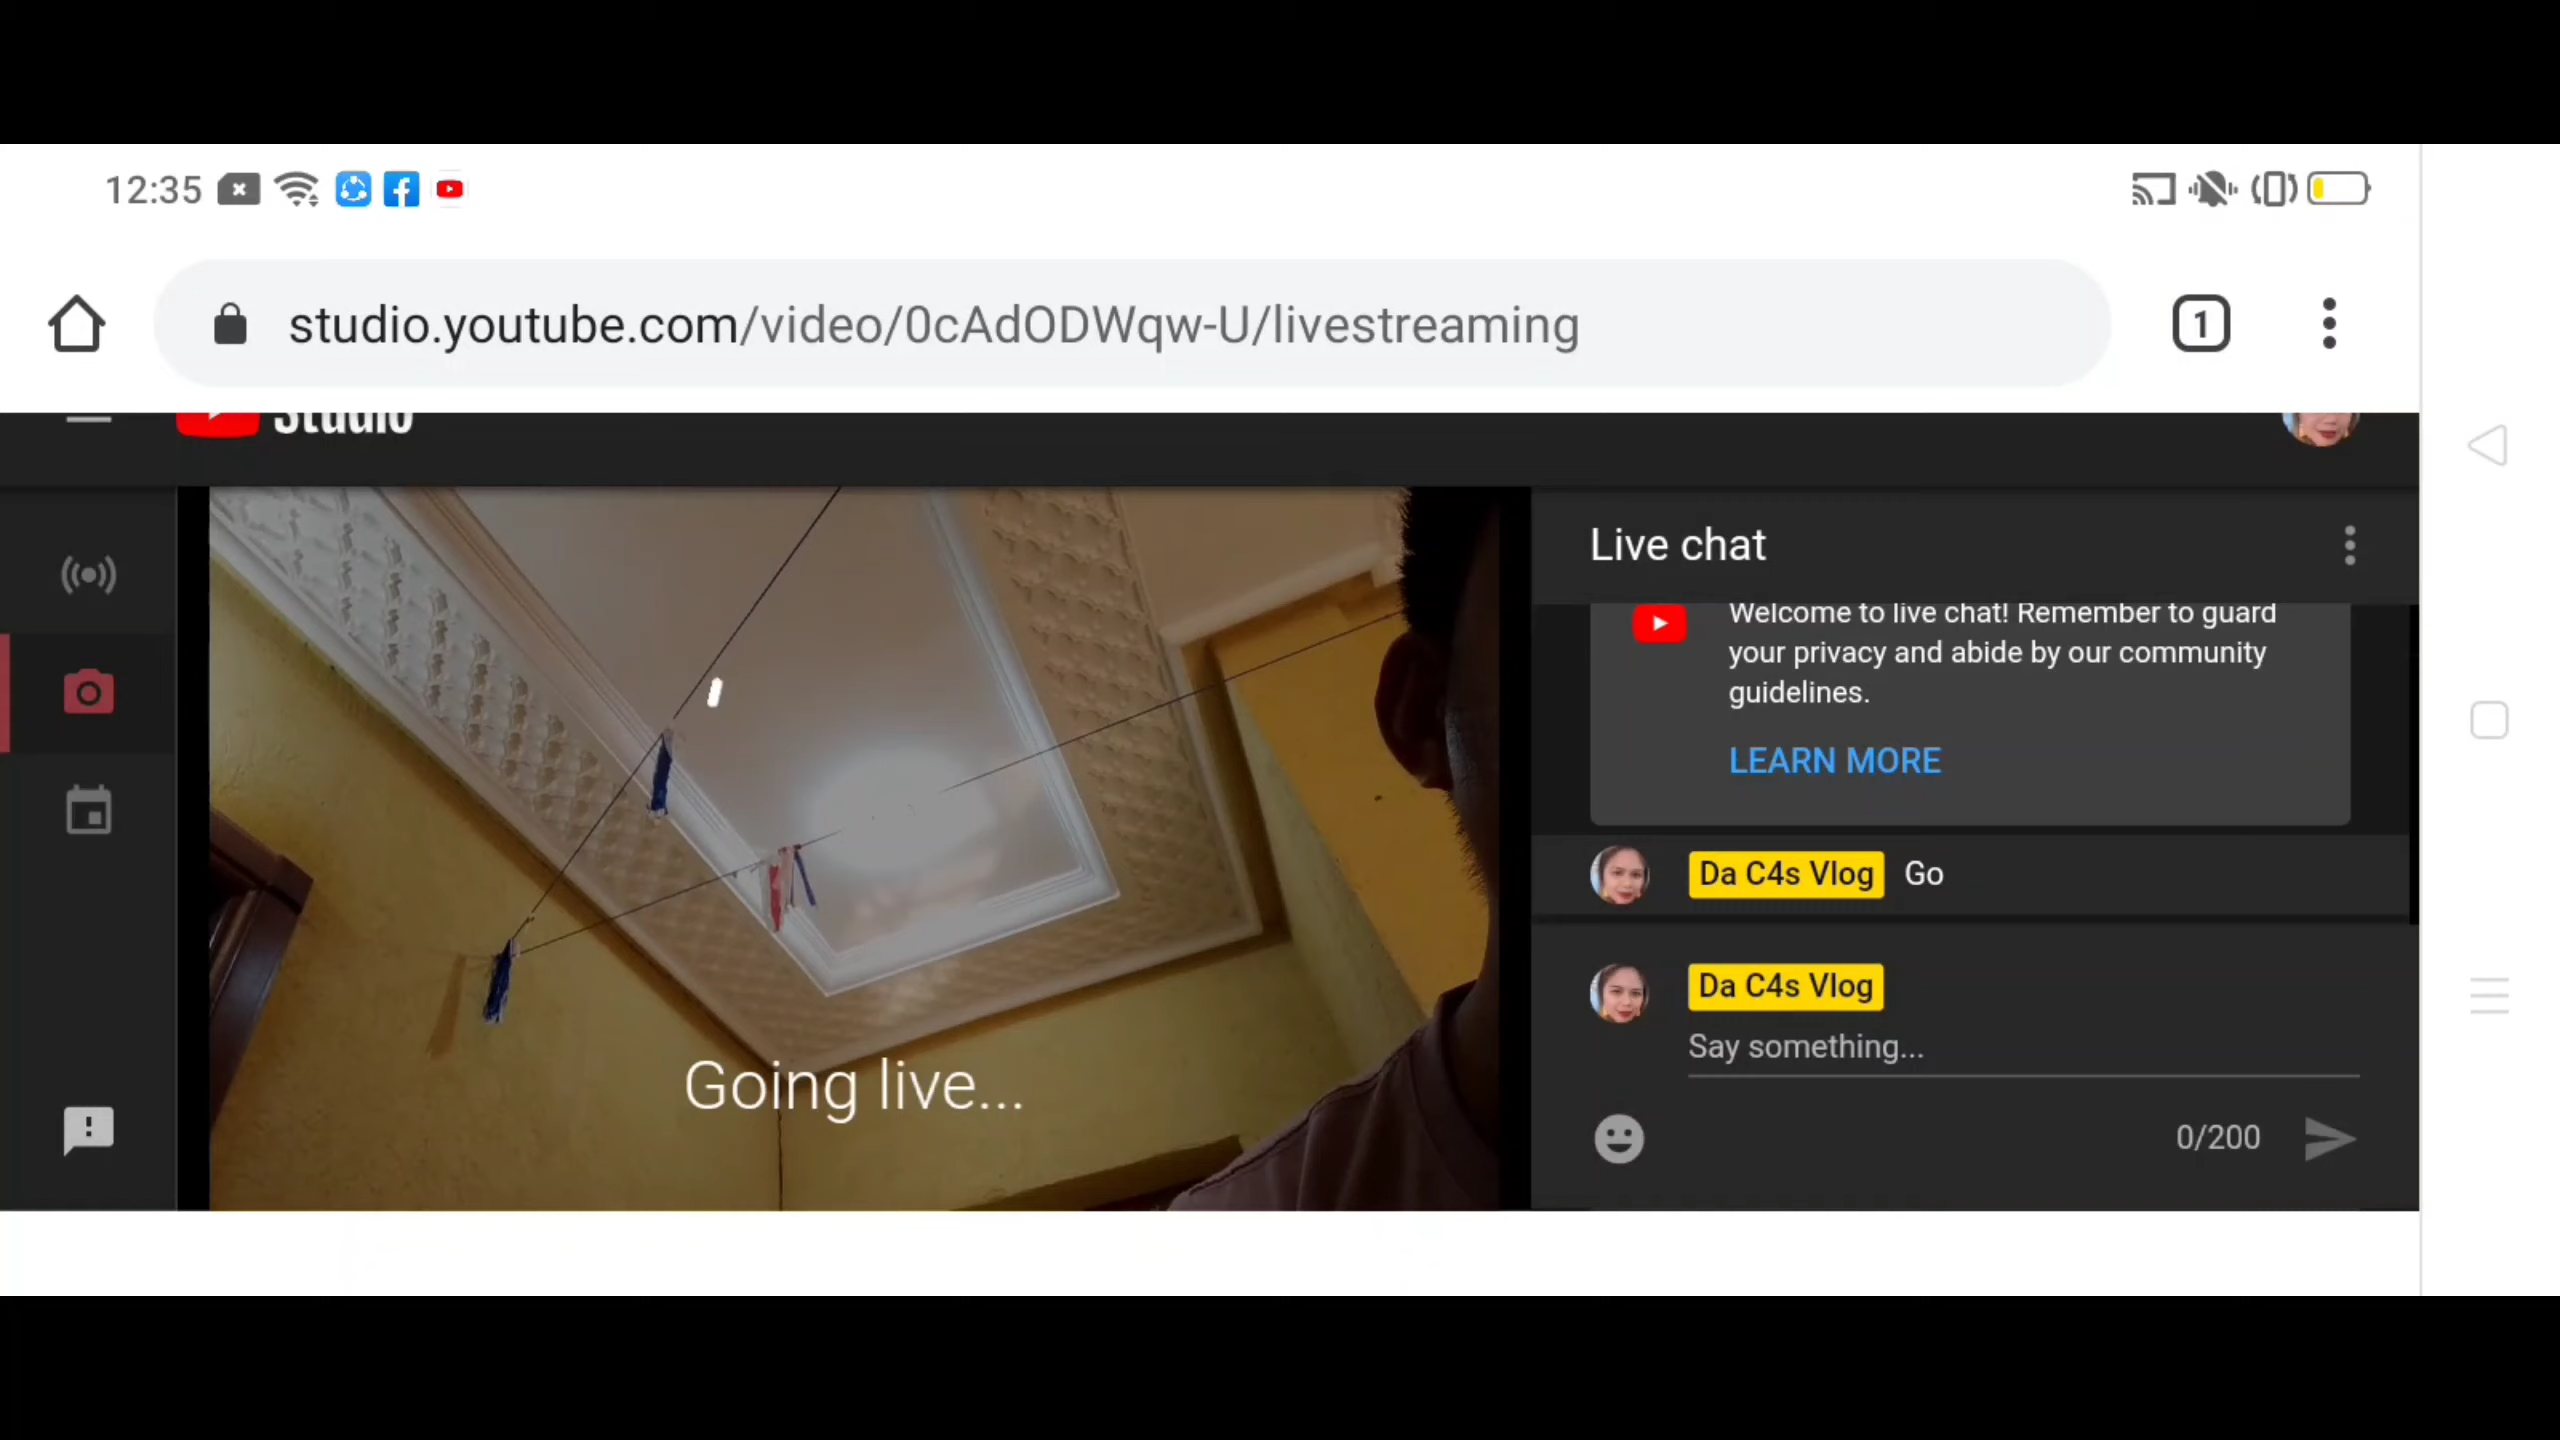 12:35
studio.youtube.com/video/0cAdODWqw-U/livestreaming
1
Studio
Live chat
Welcome to live chat! Remember to guard
your privacy and abide by our community
guidelines.
LEARN MORE
Da C4s Vlog Go
Da C4s Vlog
Say something...
0/200
Going live...